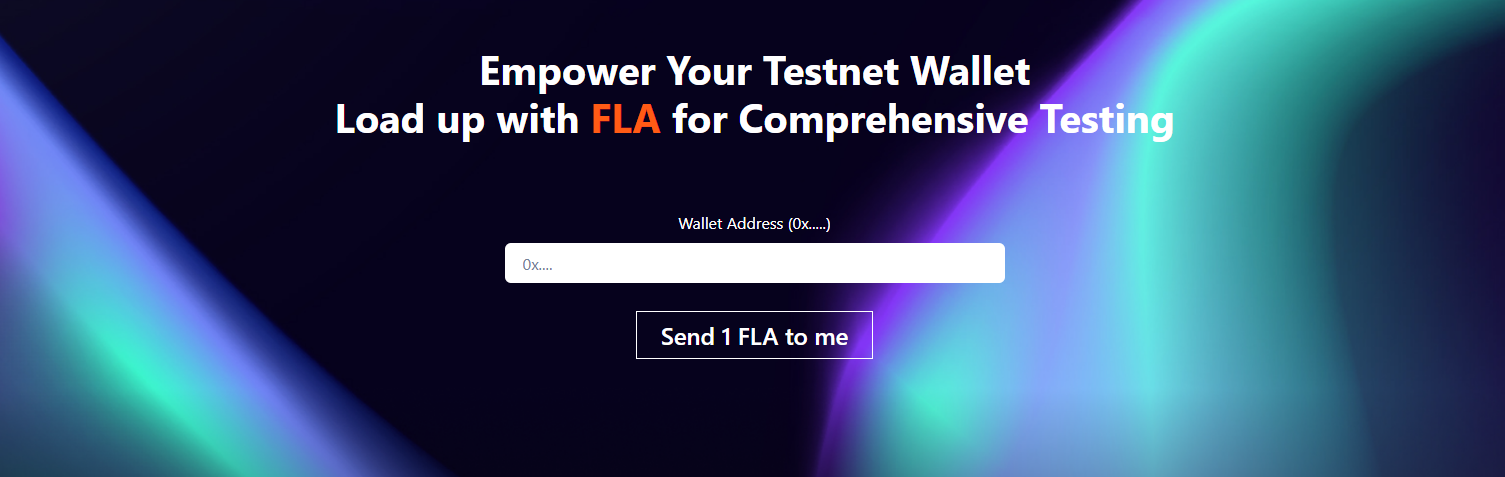 Empower Your Testnet Wallet
Load up with FLA for Comprehensive Testing
Wallet Address (0x.....)
0x....
Send 1 FLA to me